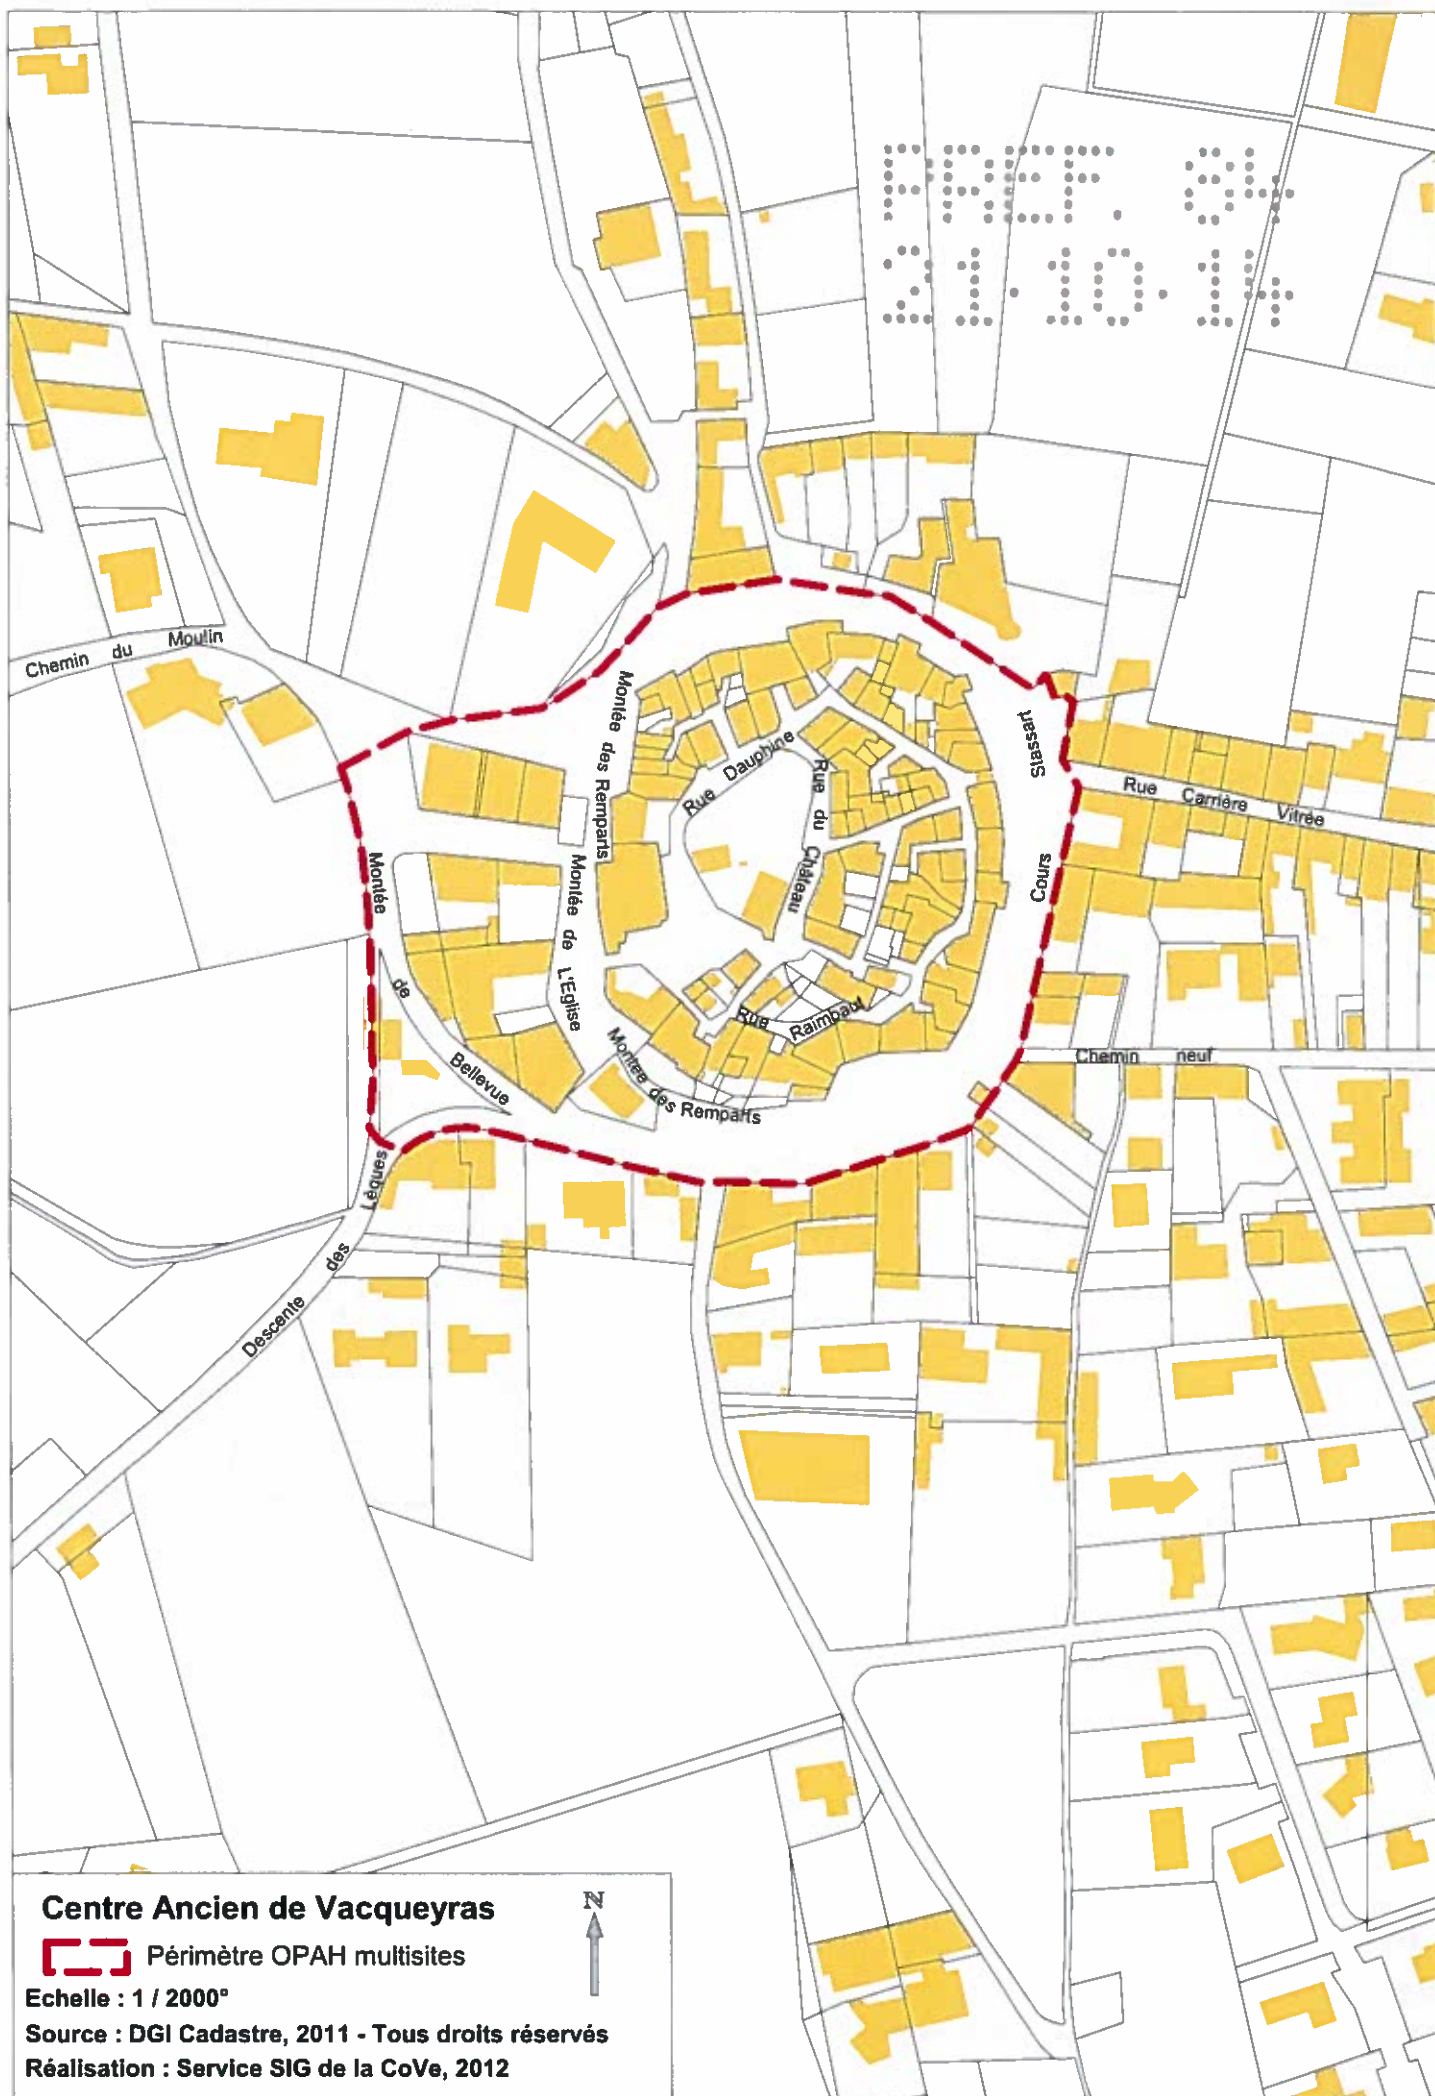 PREF. 84
21·10·14
Chemin du Moulin
Montée des Remparts
Rue Dauphine
Rue du Château
Cours Stassart
Rue Carrière Vitrée
Montée de Bellevue
Montée de L'Eglise
Rue Raimbaut
Montée des Remparts
Chemin neuf
Descente des Lèques
Centre Ancien de Vacqueyras
N
Périmètre OPAH multisites
Echelle : 1 / 2000°
Source : DGI Cadastre, 2011 - Tous droits réservés
Réalisation : Service SIG de la CoVe, 2012